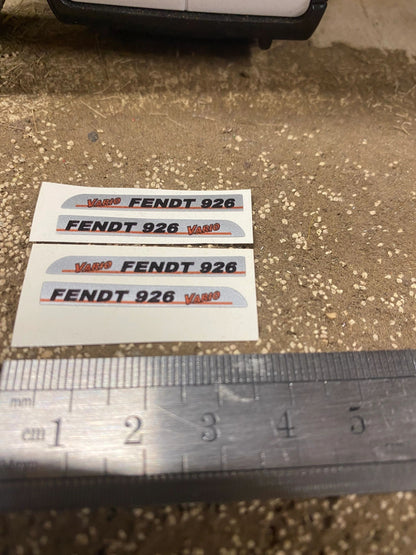 VARIO FENDT 926
FENDT 926 VARIO
VARIO FENDT 926
FENDT 926 VARIO
mm
cm 1 2 3 4 5